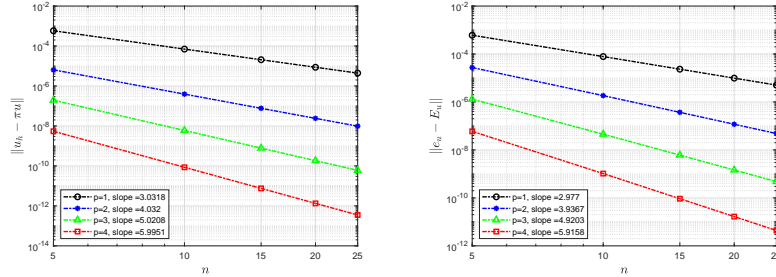 10^-2
10^-4
10^-6
10^-8
10^-10
10^-12
10^-14
‖u_h − πu‖
p=1, slope =3.0318
p=2, slope =4.032
p=3, slope =5.0208
p=4, slope =5.9951
5 10 15 20 25
n
10^-2
10^-4
10^-6
10^-8
10^-10
10^-12
‖e_u − E_u‖
p=1, slope =2.977
p=2, slope =3.9367
p=3, slope =4.9203
p=4, slope =5.9158
5 10 15 20 25
n